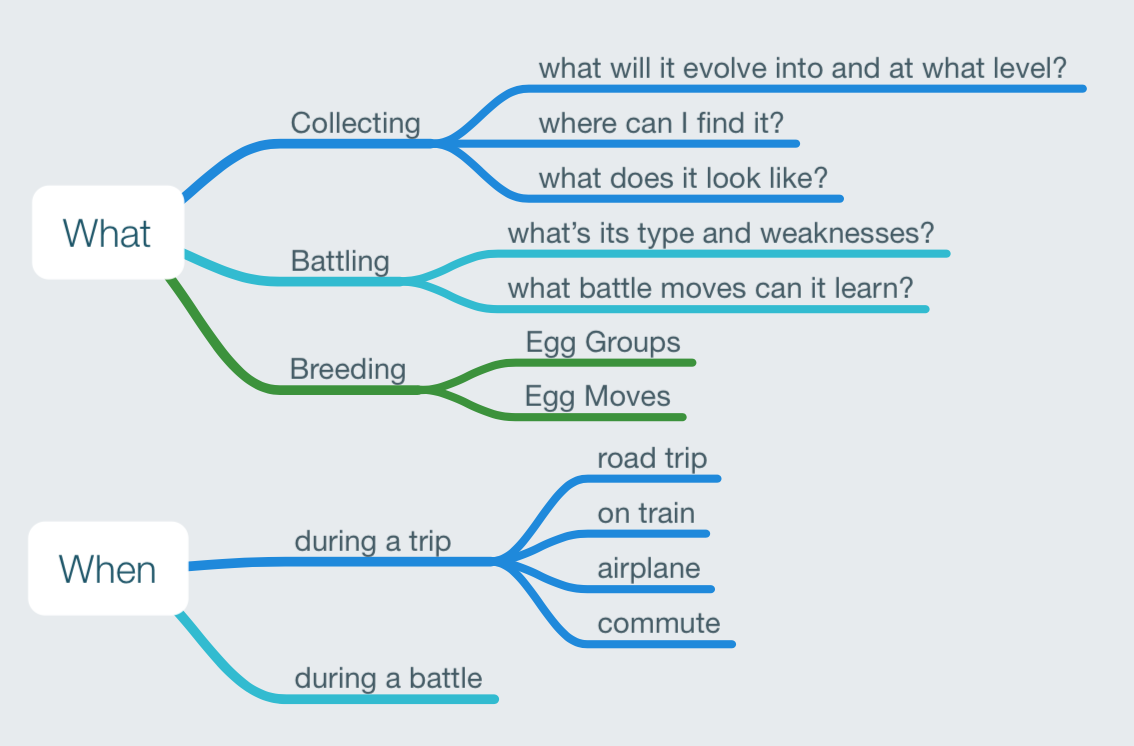 What
Collecting
what will it evolve into and at what level?
where can I find it?
what does it look like?
Battling
what’s its type and weaknesses?
what battle moves can it learn?
Breeding
Egg Groups
Egg Moves
When
during a trip
road trip
on train
airplane
commute
during a battle